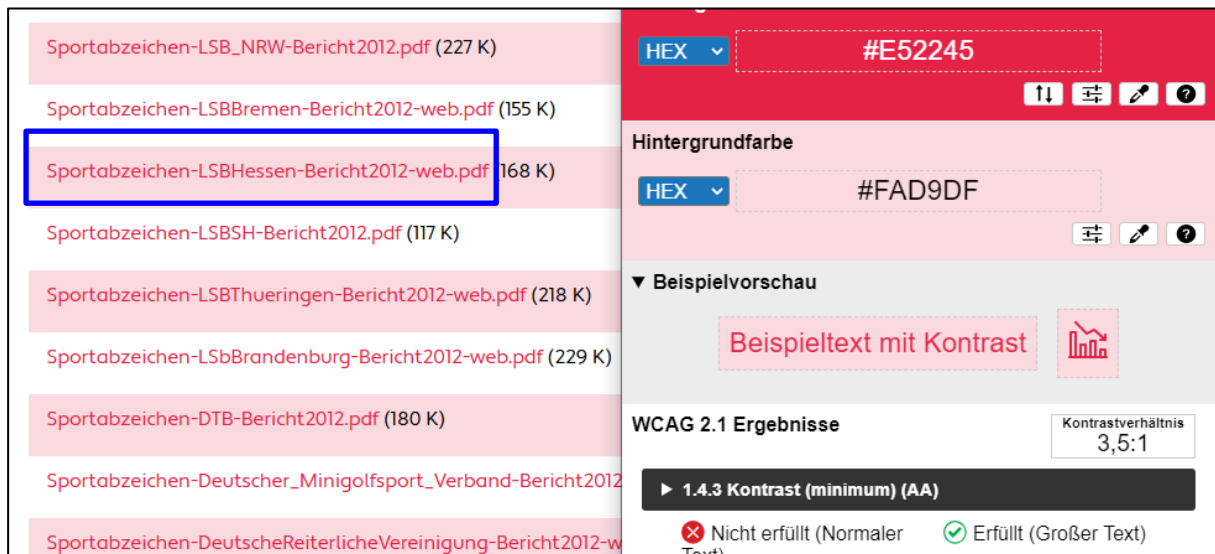 Sportabzeichen-LSB_NRW-Bericht2012.pdf (227 K)
Sportabzeichen-LSBBremen-Bericht2012-web.pdf (155 K)
Sportabzeichen-LSBHessen-Bericht2012-web.pdf (168 K)
Sportabzeichen-LSBSH-Bericht2012.pdf (117 K)
Sportabzeichen-LSBThueringen-Bericht2012-web.pdf (218 K)
Sportabzeichen-LSbBrandenburg-Bericht2012-web.pdf (229 K)
Sportabzeichen-DTB-Bericht2012.pdf (180 K)
Sportabzeichen-Deutscher_Minigolfsport_Verband-Bericht2012
Sportabzeichen-DeutscheReiterlicheVereinigung-Bericht2012-w
HEX #E52245
Hintergrundfarbe
HEX #FAD9DF
▼ Beispielvorschau
Beispieltext mit Kontrast
WCAG 2.1 Ergebnisse
Kontrastverhältnis
3,5:1
▶ 1.4.3 Kontrast (minimum) (AA)
Nicht erfüllt (Normaler Erfüllt (Großer Text)
Text)